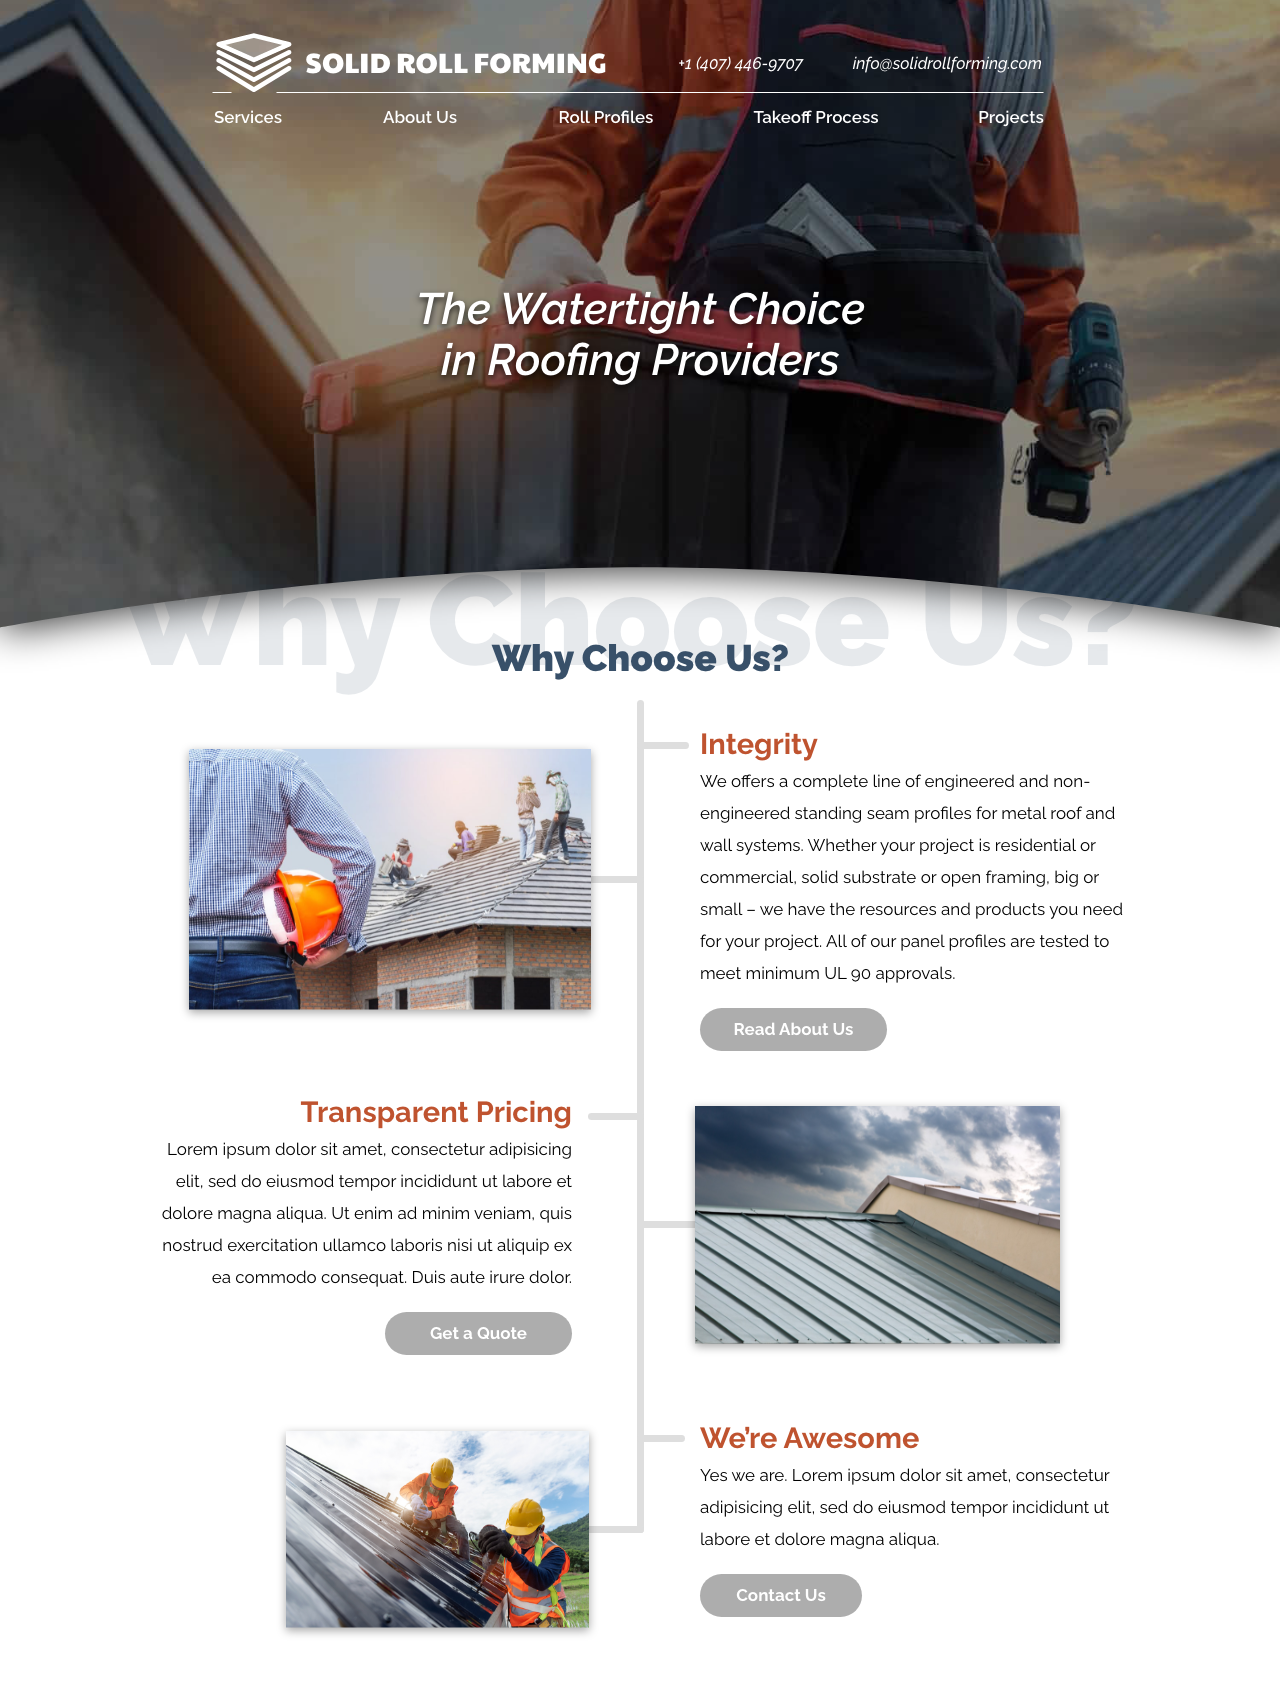 SOLID ROLL FORMING
+1 (407) 446-9707
info@solidrollforming.com
Services
About Us
Roll Profiles
Takeoff Process
Projects
The Watertight Choice
in Roofing Providers
Why Choose Us?
Why Choose Us?
Integrity
We offers a complete line of engineered and non-
engineered standing seam profiles for metal roof and
wall systems. Whether your project is residential or
commercial, solid substrate or open framing, big or
small – we have the resources and products you need
for your project. All of our panel profiles are tested to
meet minimum UL 90 approvals.
Read About Us
Transparent Pricing
Lorem ipsum dolor sit amet, consectetur adipisicing
elit, sed do eiusmod tempor incididunt ut labore et
dolore magna aliqua. Ut enim ad minim veniam, quis
nostrud exercitation ullamco laboris nisi ut aliquip ex
ea commodo consequat. Duis aute irure dolor.
Get a Quote
We’re Awesome
Yes we are. Lorem ipsum dolor sit amet, consectetur
adipisicing elit, sed do eiusmod tempor incididunt ut
labore et dolore magna aliqua.
Contact Us